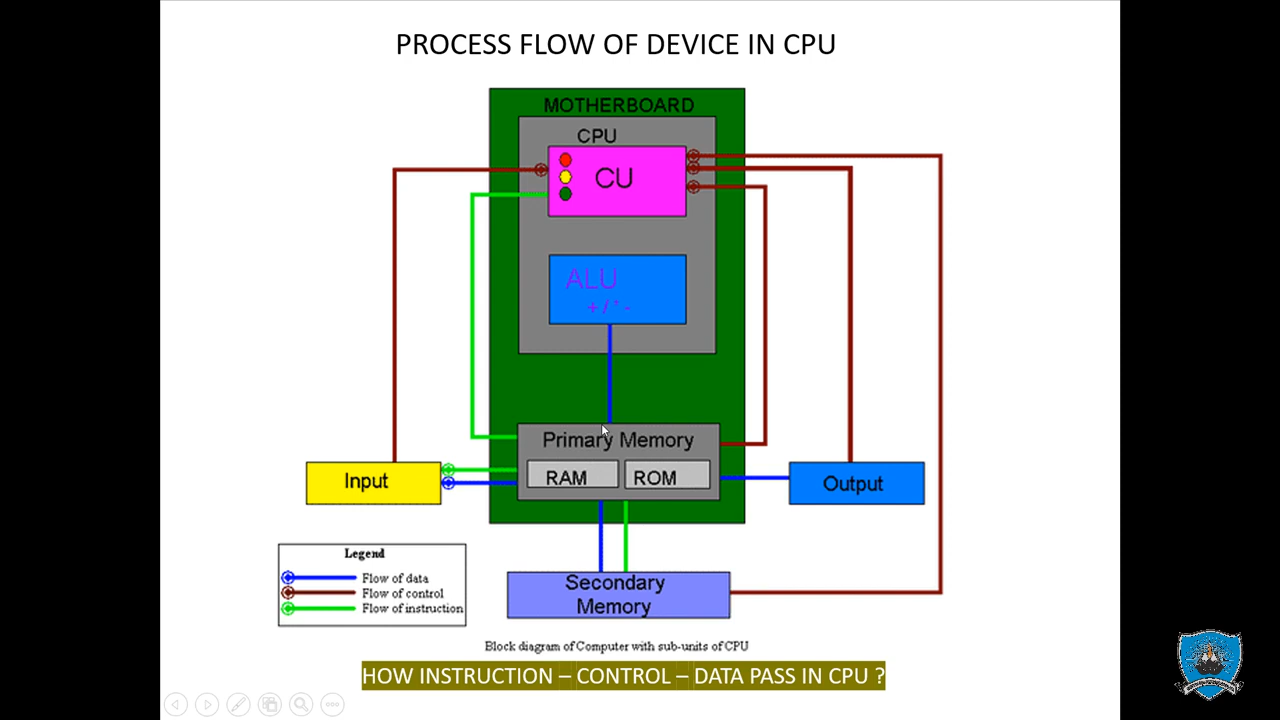 PROCESS FLOW OF DEVICE IN CPU
MOTHERBOARD
CPU
CU
ALU
+ / * -
Primary Memory
RAM
ROM
Input
Output
Secondary
Memory
Legend
Flow of data
Flow of control
Flow of instruction
Block diagram of Computer with sub-units of CPU
HOW INSTRUCTION – CONTROL – DATA PASS IN CPU ?